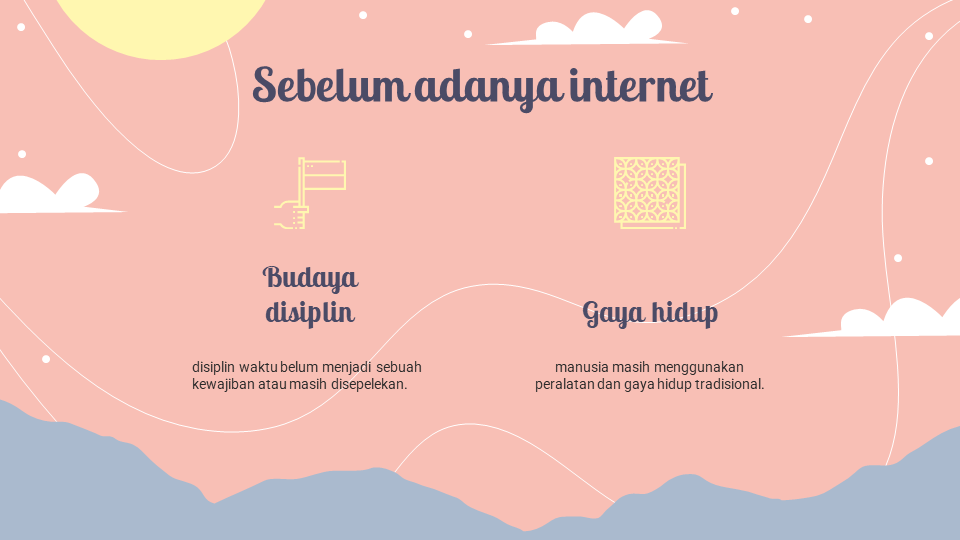 Sebelum adanya internet
Budaya
disiplin
disiplin waktu belum menjadi sebuah
kewajiban atau masih disepelekan.
Gaya hidup
manusia masih menggunakan
peralatan dan gaya hidup tradisional.